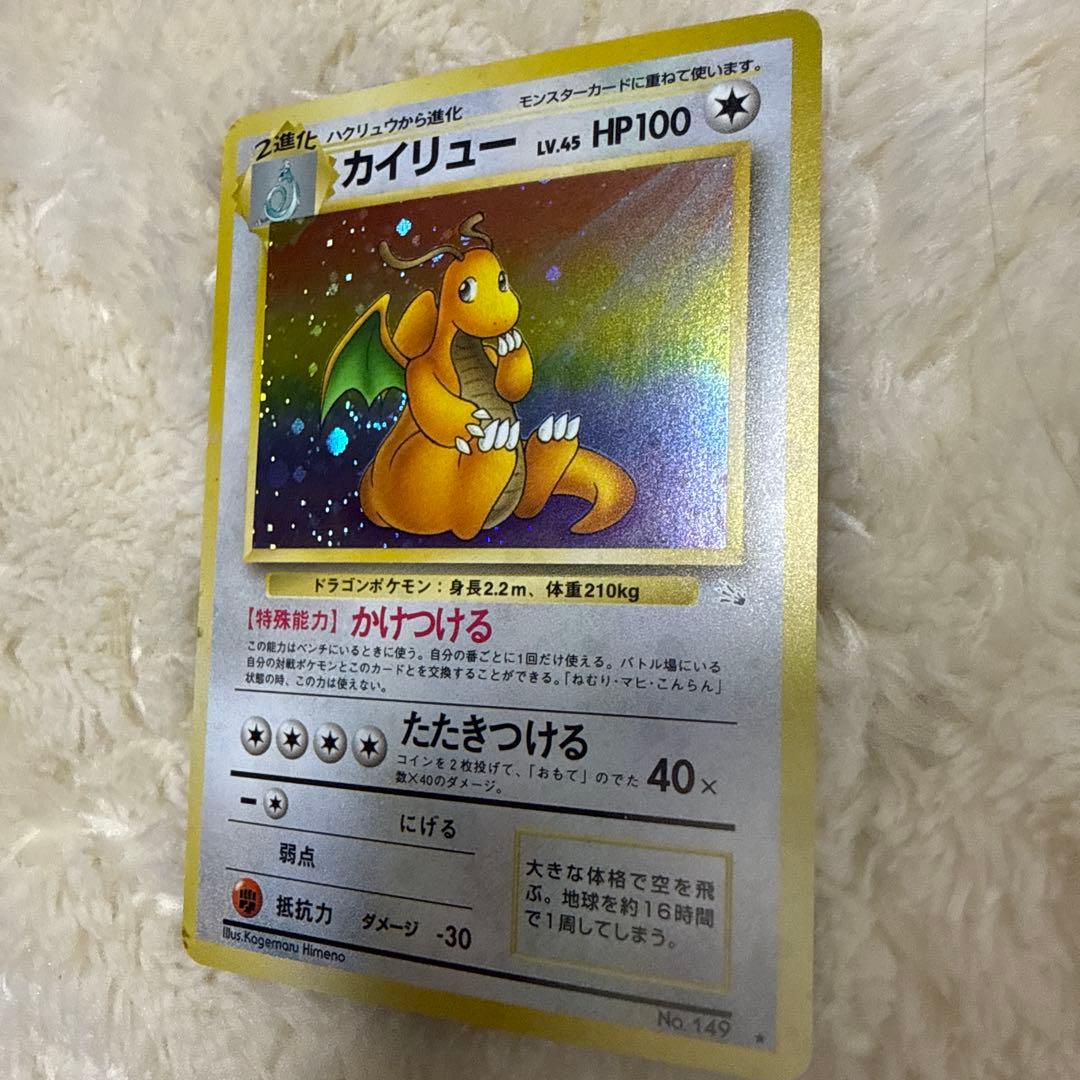 2進化
ハクリュウから進化
モンスターカードに重ねて使います。
カイリュー LV.45 HP100
ドラゴンポケモン：身長2.2m、体重210kg
【特殊能力】かけつける
この能力はベンチにいるときに使う。自分の番ごとに1回だけ使える。バトル場にいる
自分の対戦ポケモンとこのカードとを交換することができる。「ねむり・マヒ・こんらん」
状態の時、この力は使えない。
たたきつける
コインを2枚投げて、「おもて」のでた
数×40のダメージ。
40×
にげる
弱点
抵抗力 ダメージ -30
大きな体格で空を飛
ぶ。地球を約16時間
で1周してしまう。
Illus.Kagemaru Himeno
No. 149